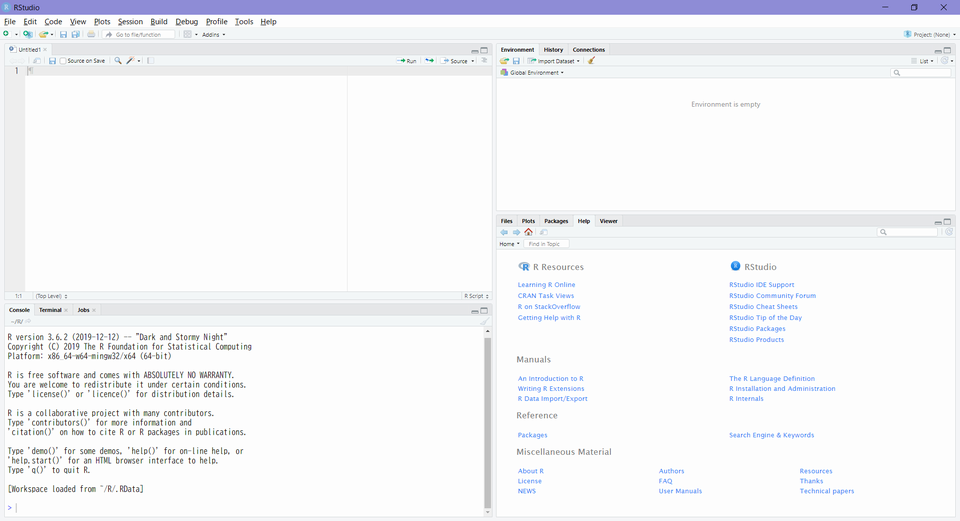 RStudio
File Edit Code View Plots Session Build Debug Profile Tools Help
Go to file/function Addins Project: (None)
Untitled1
Source on Save Run Source
1
1:1 (Top Level) R Script
Console Terminal Jobs
~/R/
R version 3.6.2 (2019-12-12) -- "Dark and Stormy Night"
Copyright (C) 2019 The R Foundation for Statistical Computing
Platform: x86_64-w64-mingw32/x64 (64-bit)
R is free software and comes with ABSOLUTELY NO WARRANTY.
You are welcome to redistribute it under certain conditions.
Type 'license()' or 'licence()' for distribution details.
R is a collaborative project with many contributors.
Type 'contributors()' for more information and
'citation()' on how to cite R or R packages in publications.
Type 'demo()' for some demos, 'help()' for on-line help, or
'help.start()' for an HTML browser interface to help.
Type 'q()' to quit R.
[Workspace loaded from ~/R/.RData]
>
Environment History Connections
Import Dataset List
Global Environment
Environment is empty
Files Plots Packages Help Viewer
Home Find in Topic
R Resources
Learning R Online
CRAN Task Views
R on StackOverflow
Getting Help with R
RStudio
RStudio IDE Support
RStudio Community Forum
RStudio Cheat Sheets
RStudio Tip of the Day
RStudio Packages
RStudio Products
Manuals
An Introduction to R The R Language Definition
Writing R Extensions R Installation and Administration
R Data Import/Export R Internals
Reference
Packages Search Engine & Keywords
Miscellaneous Material
About R Authors Resources
License FAQ Thanks
NEWS User Manuals Technical papers